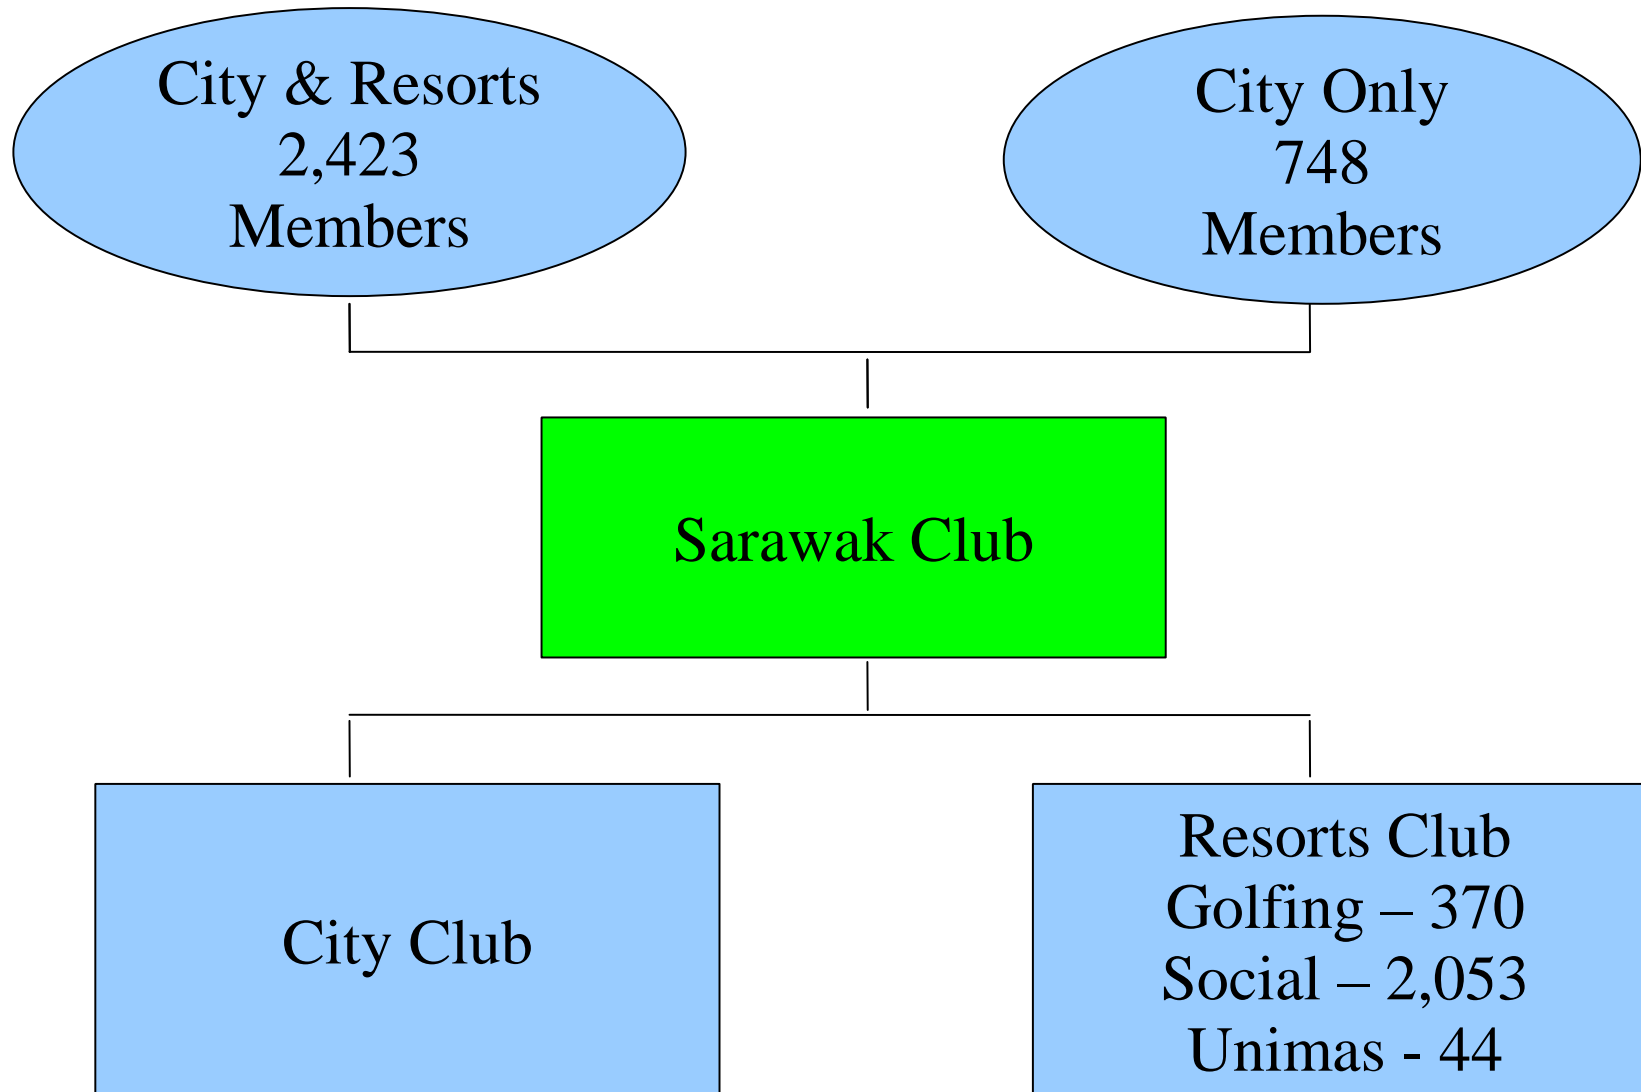 City & Resorts
2,423
Members
City Only
748
Members
Sarawak Club
City Club
Resorts Club
Golfing – 370
Social – 2,053
Unimas - 44